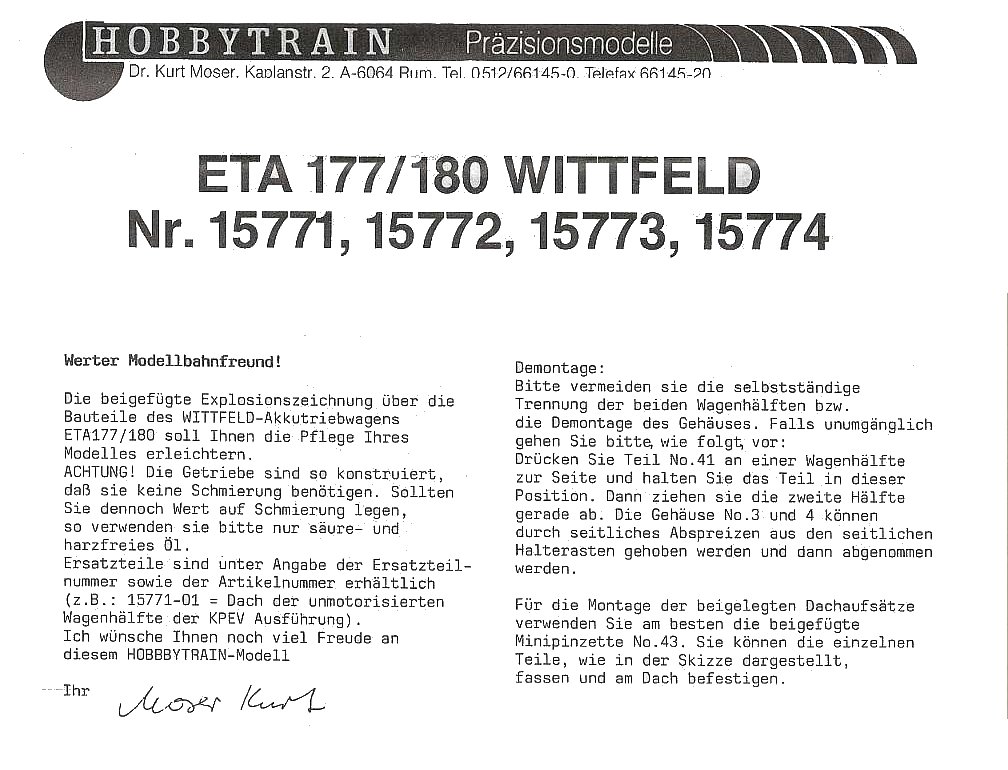 HOBBYTRAIN Präzisionsmodelle
Dr. Kurt Moser, Kaplanstr. 2, A-6064 Rum, Tel. 0512/66145-0, Telefax 66145-20
ETA 177/180 WITTFELD
Nr. 15771, 15772, 15773, 15774
Werter Modellbahnfreund!
Die beigefügte Explosionszeichnung über die
Bauteile des WITTFELD-Akkutriebwagens
ETA177/180 soll Ihnen die Pflege Ihres
Modelles erleichtern.
ACHTUNG! Die Getriebe sind so konstruiert,
daß sie keine Schmierung benötigen. Sollten
Sie dennoch Wert auf Schmierung legen,
so verwenden sie bitte nur säure- und
harzfreies Öl.
Ersatzteile sind unter Angabe der Ersatzteil-
nummer sowie der Artikelnummer erhältlich
(z.B.: 15771-01 = Dach der unmotorisierten
Wagenhälfte der KPEV Ausführung).
Ich wünsche Ihnen noch viel Freude an
diesem HOBBBYTRAIN-Modell
Ihr Moser Kurt
Demontage:
Bitte vermeiden sie die selbstständige
Trennung der beiden Wagenhälften bzw.
die Demontage des Gehäuses. Falls unumgänglich
gehen Sie bitte, wie folgt, vor:
Drücken Sie Teil No.41 an einer Wagenhälfte
zur Seite und halten Sie das Teil in dieser
Position. Dann ziehen sie die zweite Hälfte
gerade ab. Die Gehäuse No.3 und 4 können
durch seitliches Abspreizen aus den seitlichen
Halterasten gehoben werden und dann abgenommen
werden.
Für die Montage der beigelegten Dachaufsätze
verwenden Sie am besten die beigefügte
Minipinzette No.43. Sie können die einzelnen
Teile, wie in der Skizze dargestellt,
fassen und am Dach befestigen.